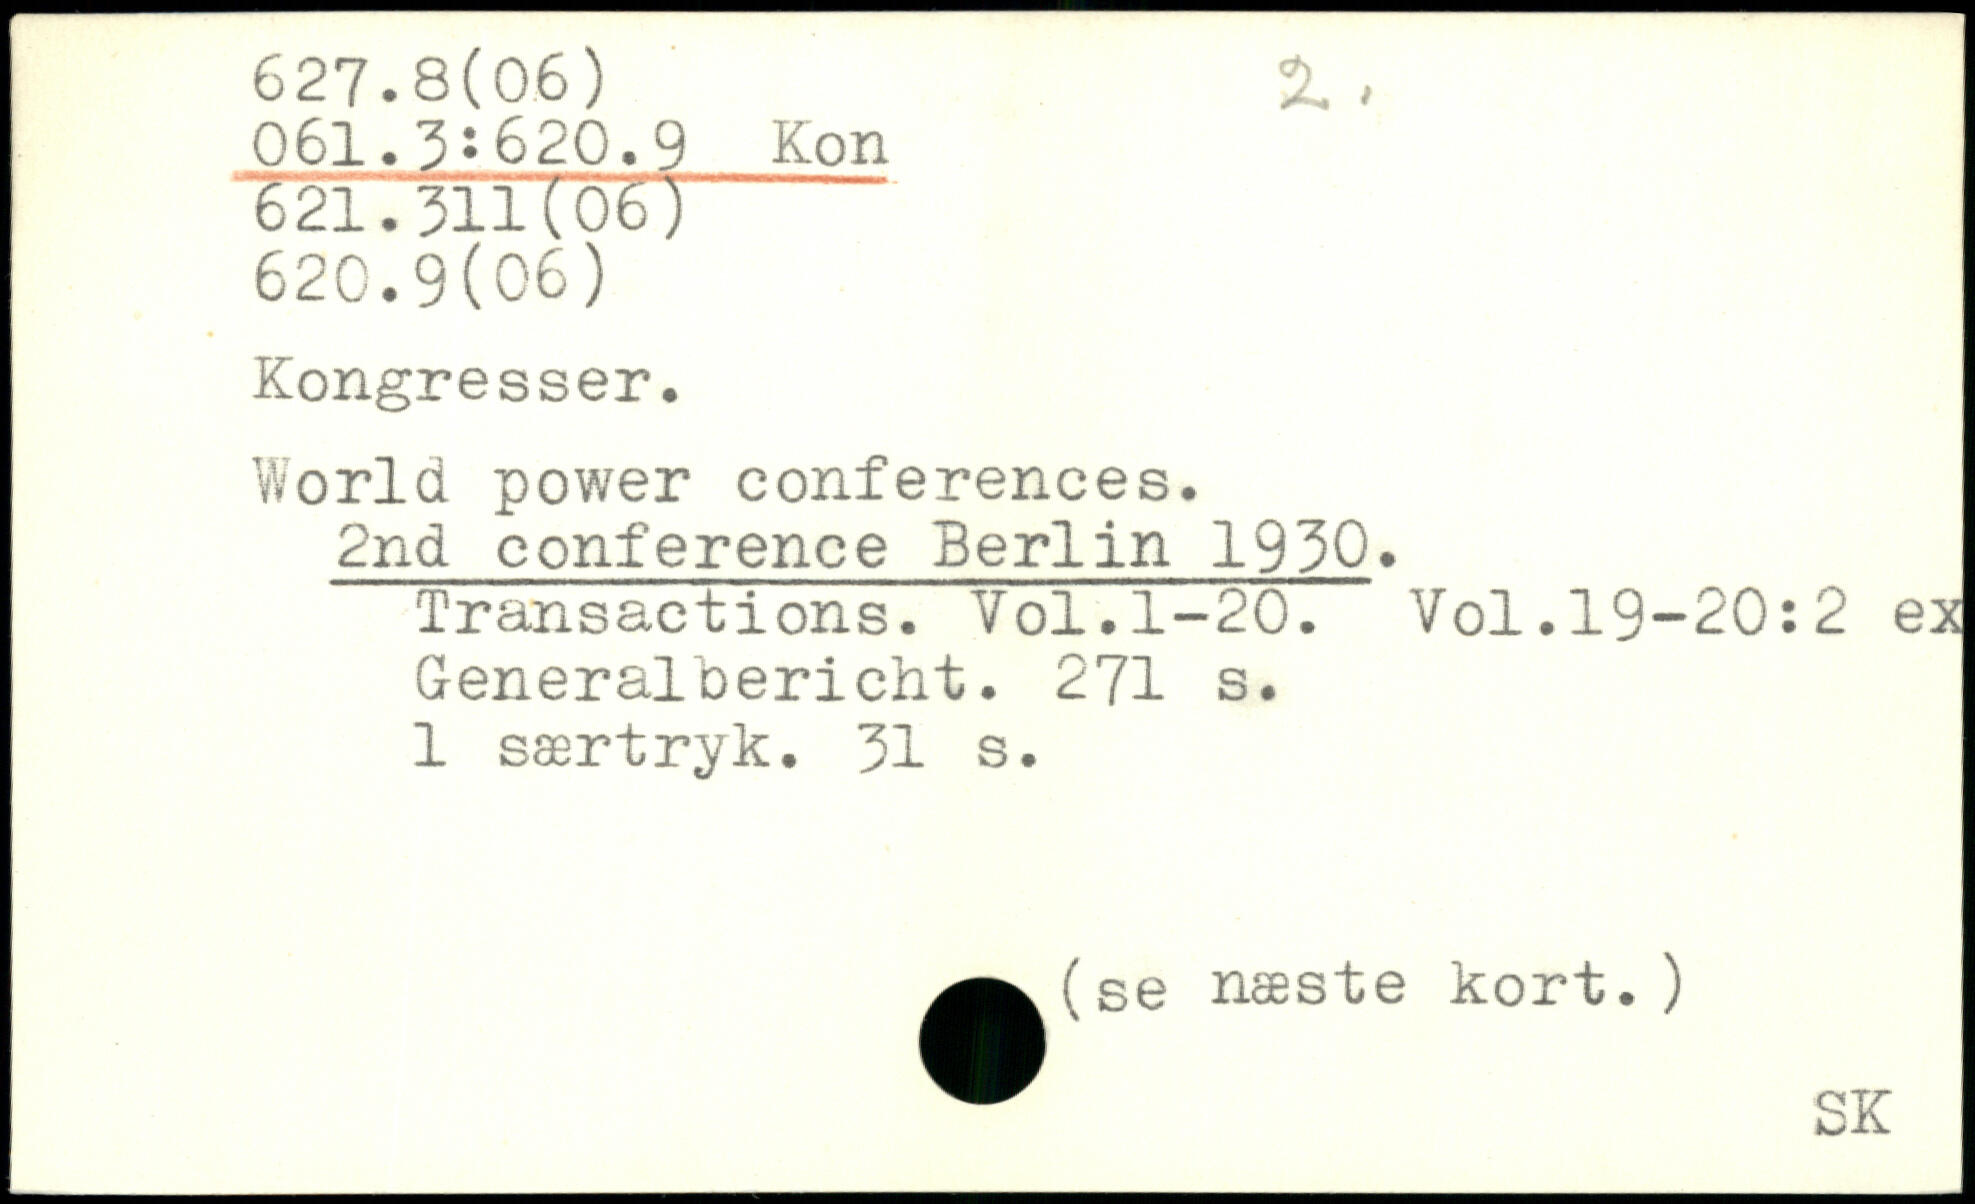 627.8(06)
2.
061.3:620.9 Kon
621.311(06)
620.9(06)
Kongresser.
World power conferences.
2nd conference Berlin 1930.
Transactions. Vol.1-20. Vol.19-20:2 ex
Generalbericht. 271 s.
1 særtryk. 31 s.
(se næste kort.)
SK